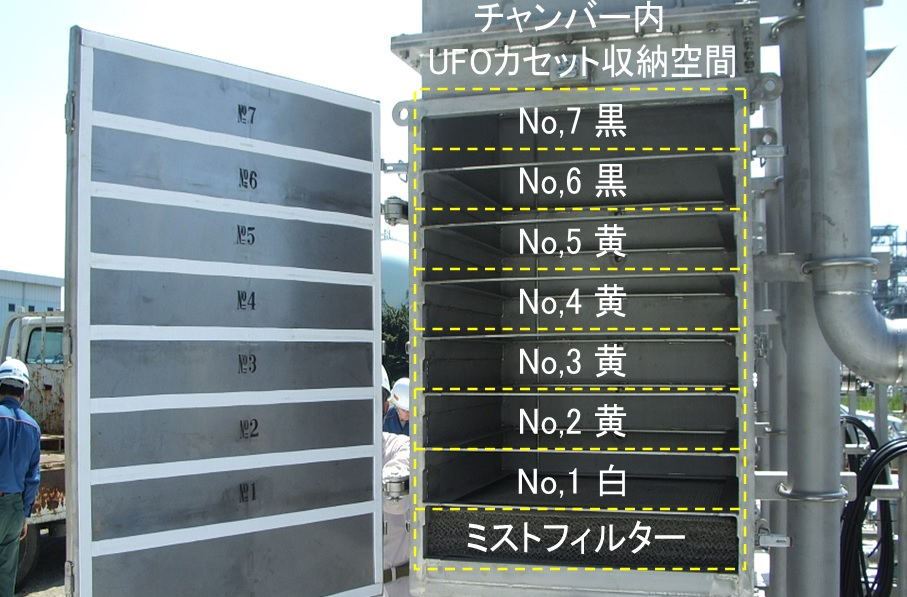 チャンバー内
UFOカセット収納空間
№7
№6
№5
№4
№3
№2
№1
No,7 黒
No,6 黒
No,5 黄
No,4 黄
No,3 黄
No,2 黄
No,1 白
ミストフィルター